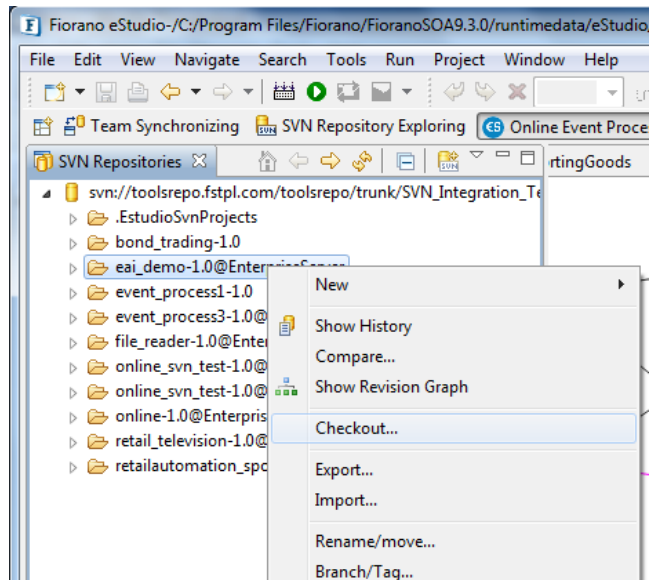 Fiorano eStudio-/C:/Program Files/Fiorano/FioranoSOA9.3.0/runtimedata/eStudio
File Edit View Navigate Search Tools Run Project Window Help
Team Synchronizing SVN Repository Exploring Online Event Proce
SVN Repositories rtingGoods
svn://toolsrepo.fstpl.com/toolsrepo/trunk/SVN_Integration_Te
.EstudioSvnProjects
bond_trading-1.0
eai_demo-1.0@EnterpriseServer
event_process1-1.0
event_process3-1.0@
file_reader-1.0@Enter
online_svn_test-1.0@
online_svn_test-1.0@
online-1.0@Enterpris
retail_television-1.0@
retailautomation_spo
New
Show History
Compare...
Show Revision Graph
Checkout...
Export...
Import...
Rename/move...
Branch/Tag...